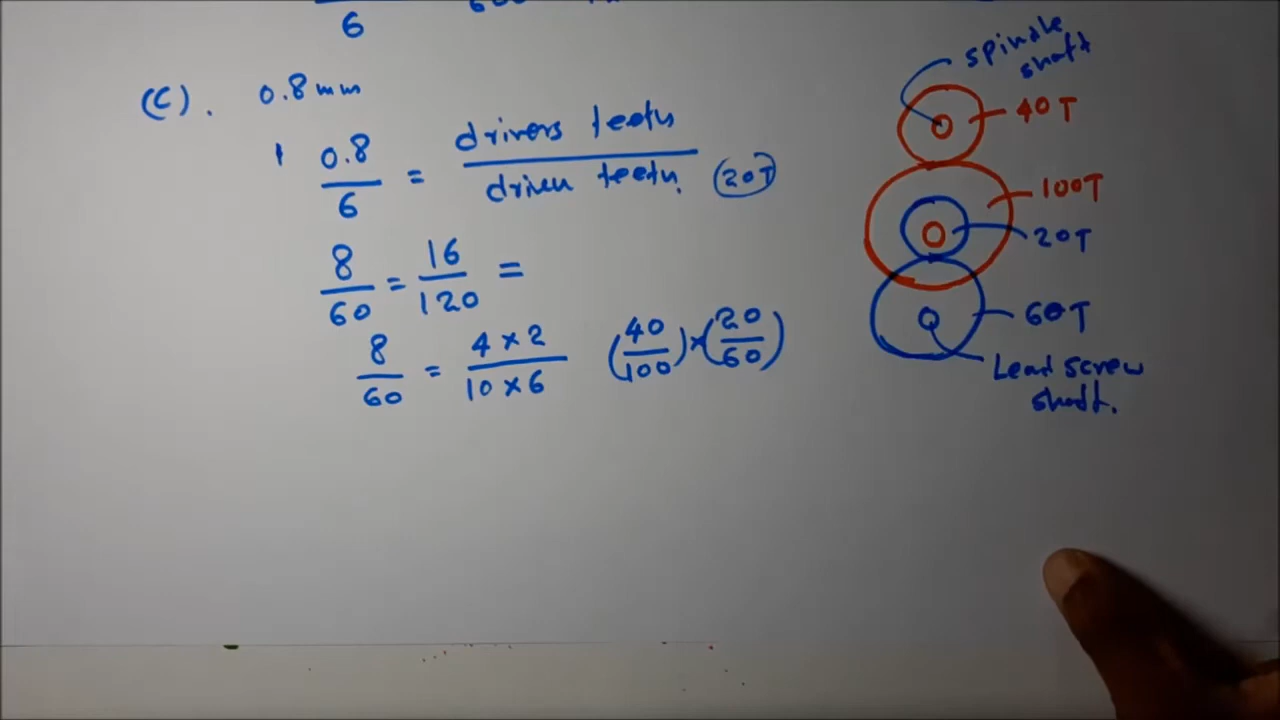 6
(C). 0.8 mm
0.8 / 6 = drivers teeth / driven teeth. 20T
8 / 60 = 16 / 120 =
8 / 60 = 4 × 2 / 10 × 6 (40 / 100) × (20 / 60)
spindle
shaft
40T
100T
20T
60T
Lead screw
shaft.